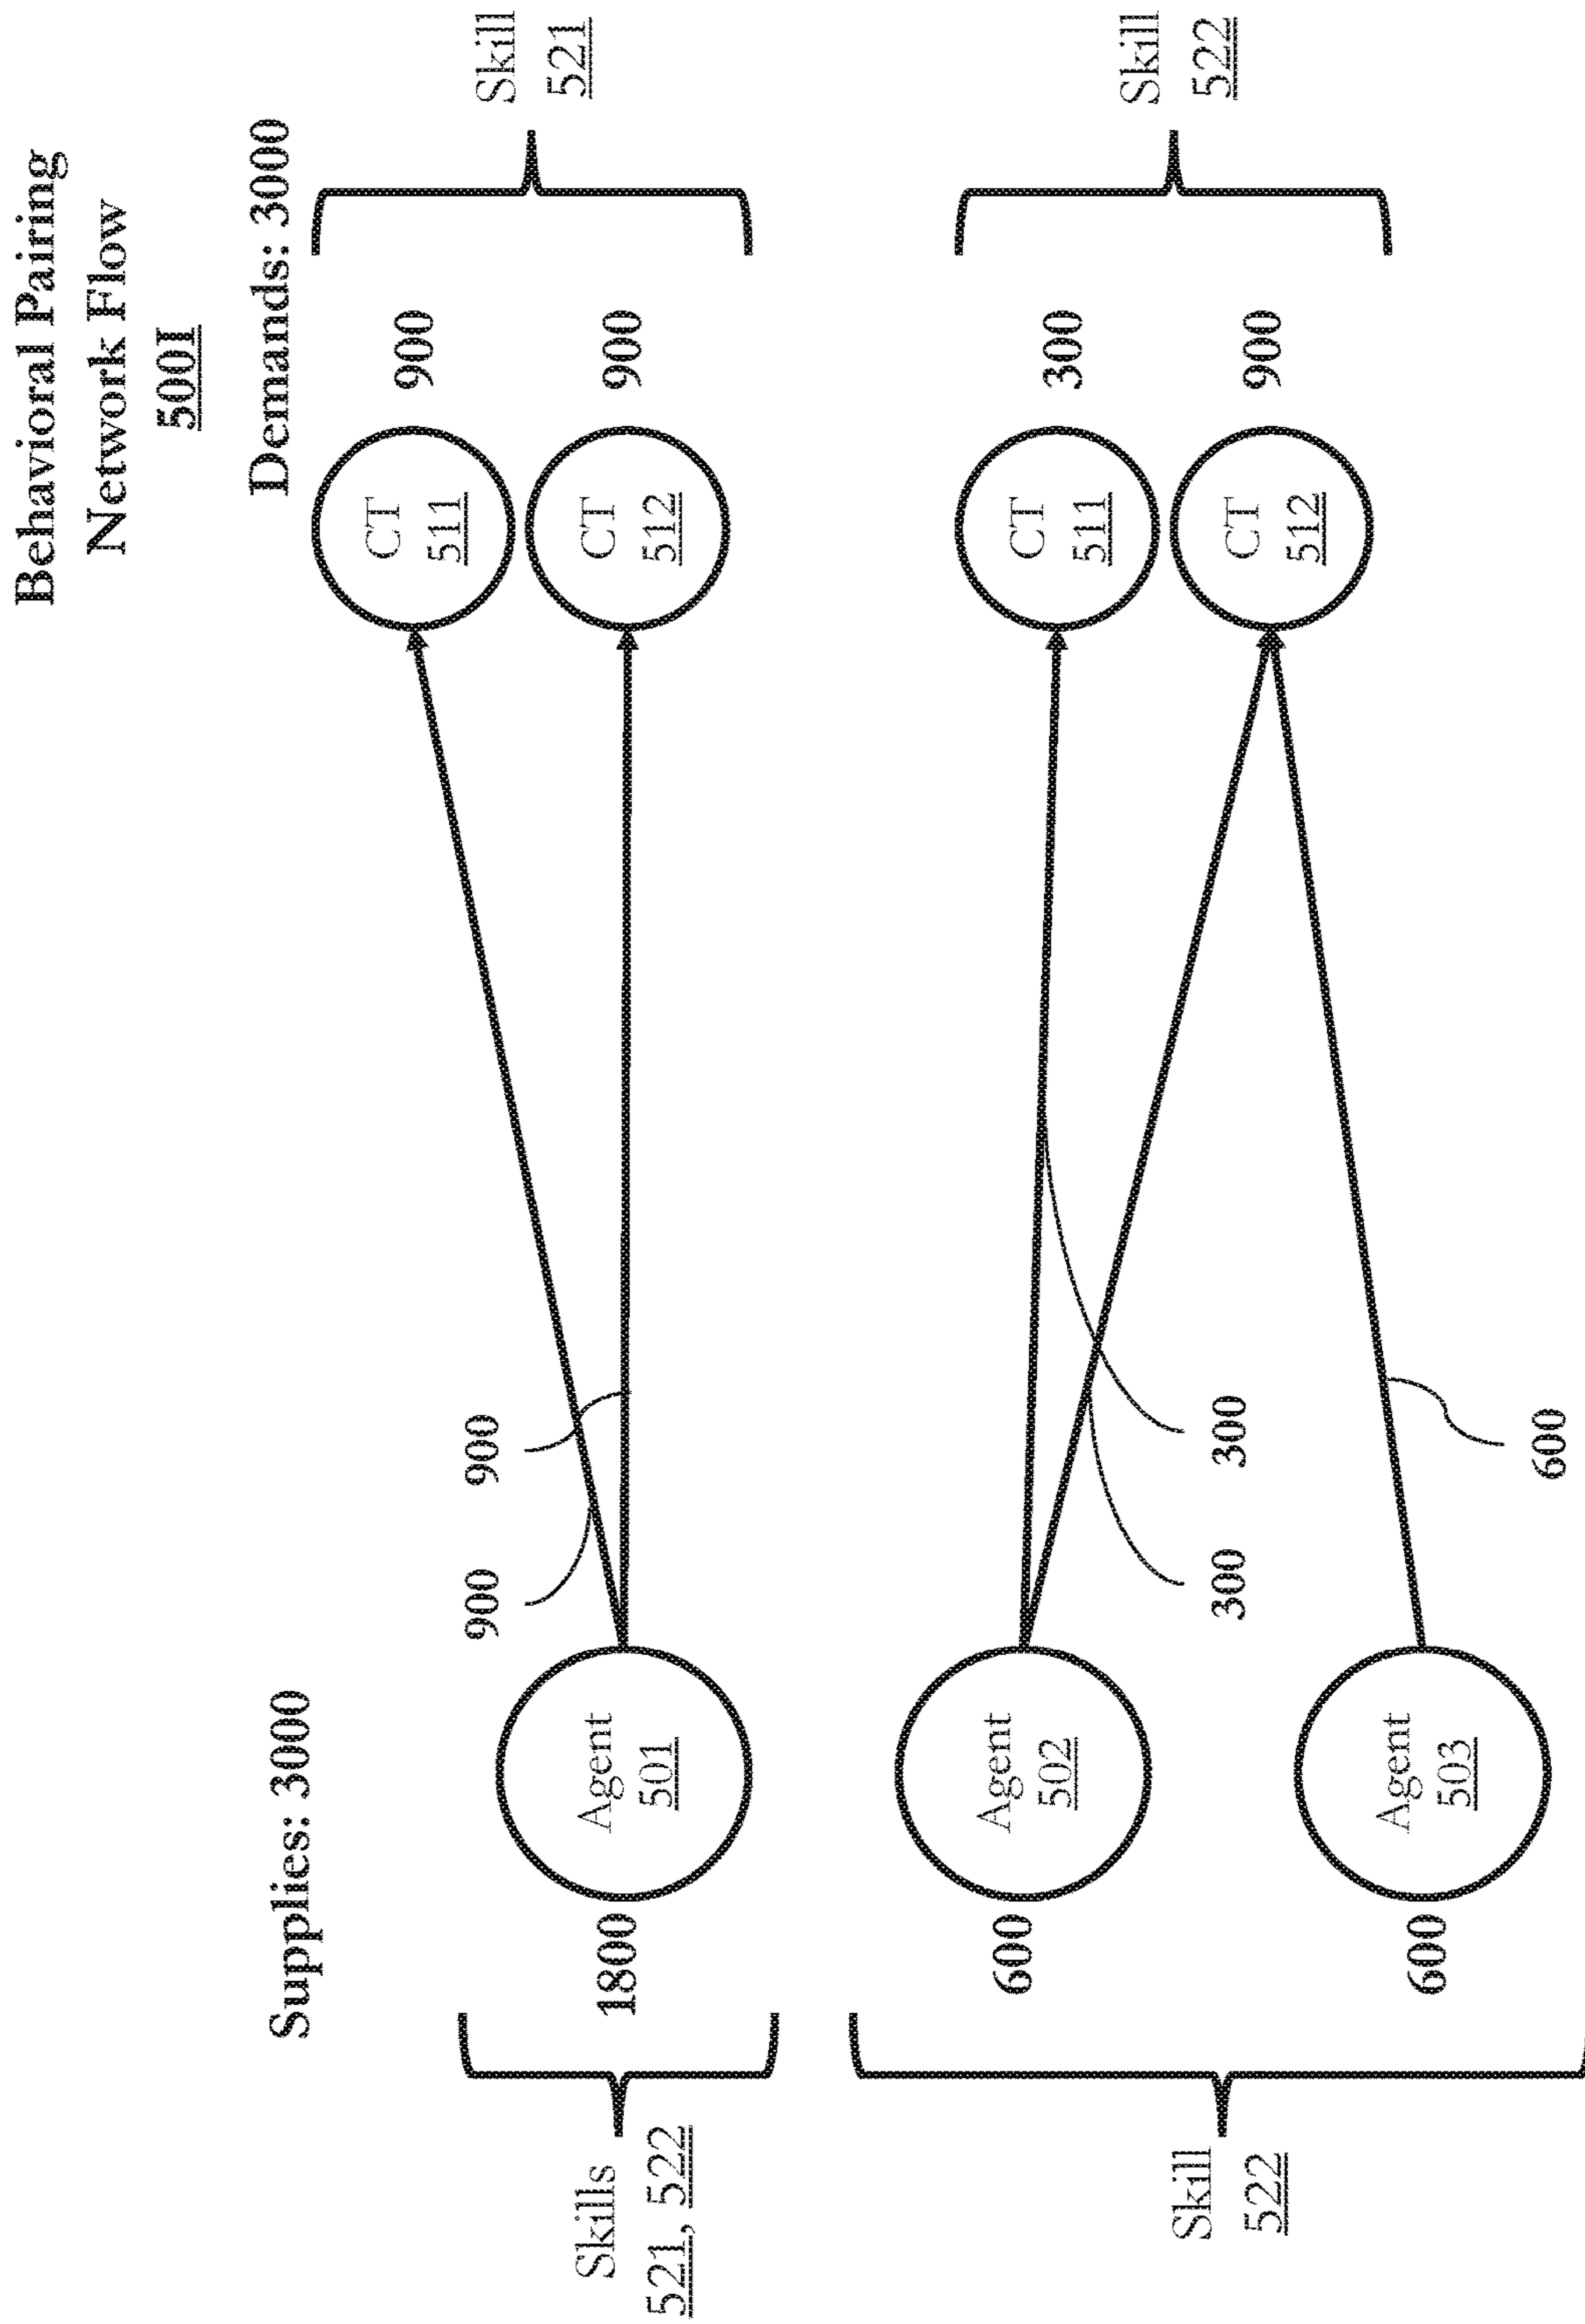 Behavioral Pairing
Network Flow
500I
Supplies: 3000
Demands: 3000
Skills
521, 522
1800
Agent
501
900
900
CT
511
900
CT
512
900
Skill
521
Skill
522
600
Agent
502
300
300
CT
511
300
CT
512
900
Skill
522
600
Agent
503
600